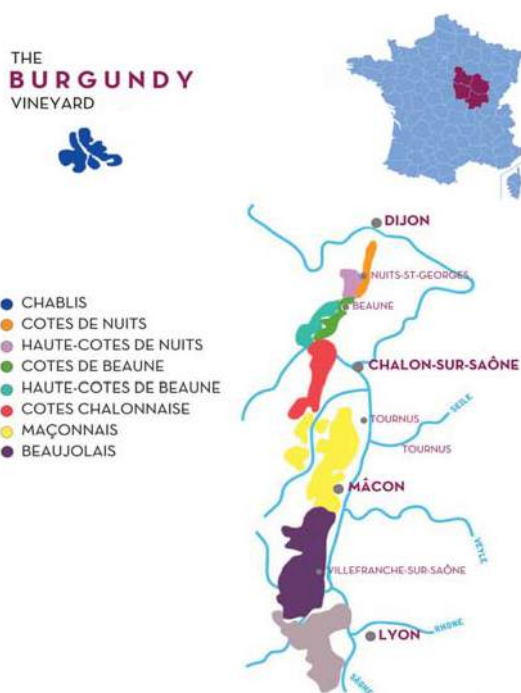 THE
BURGUNDY
VINEYARD
DIJON
NUITS-ST-GEORGES
BEAUNE
CHABLIS
COTES DE NUITS
HAUTE-COTES DE NUITS
COTES DE BEAUNE
HAUTE-COTES DE BEAUNE
COTES CHALONNAISE
MAÇONNAIS
BEAUJOLAIS
CHALON-SUR-SAÔNE
SEILE
TOURNUS
TOURNUS
MÂCON
VEYLE
VILLEFRANCHE-SUR-SAÔNE
RHONE
LYON